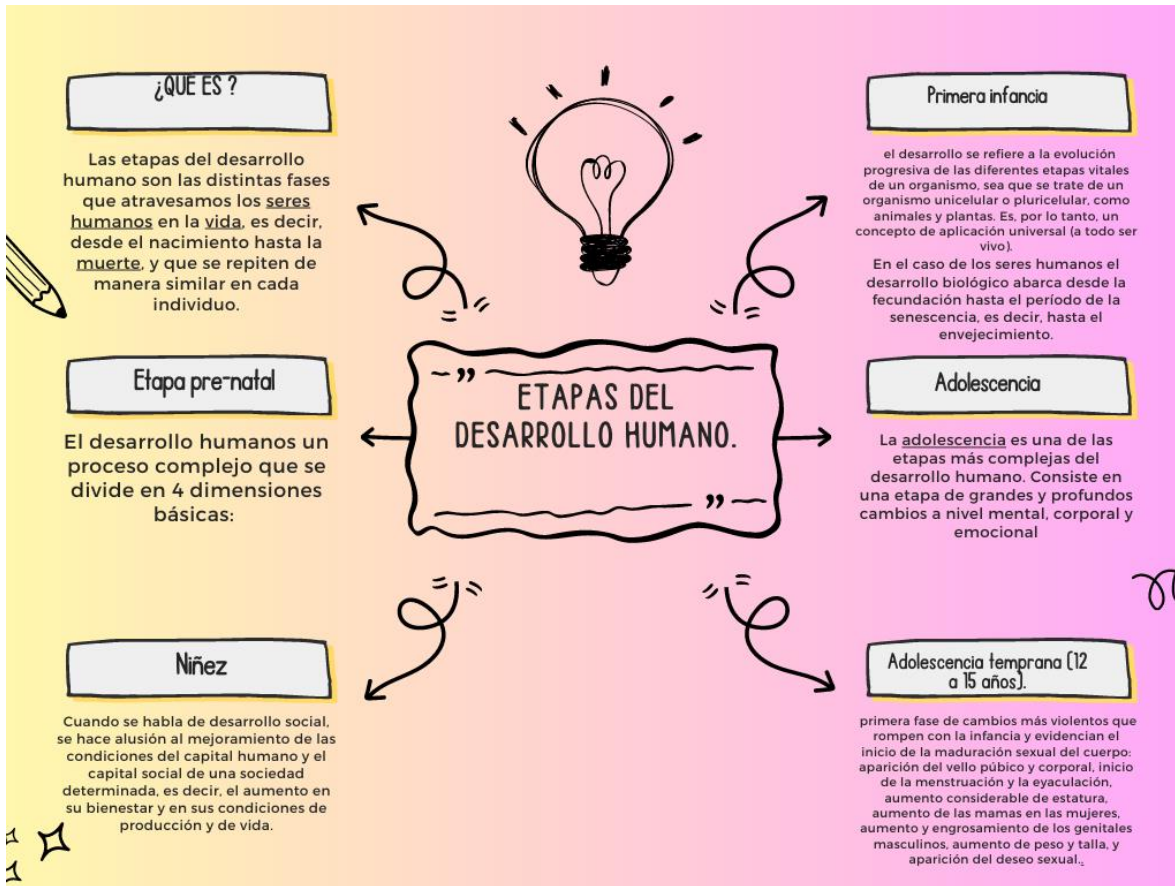 ¿QUE ES ?
Las etapas del desarrollo
humano son las distintas fases
que atravesamos los seres
humanos en la vida, es decir,
desde el nacimiento hasta la
muerte, y que se repiten de
manera similar en cada
individuo.
Etapa pre-natal
El desarrollo humanos un
proceso complejo que se
divide en 4 dimensiones
básicas:
Niñez
Cuando se habla de desarrollo social,
se hace alusión al mejoramiento de las
condiciones del capital humano y el
capital social de una sociedad
determinada, es decir, el aumento en
su bienestar y en sus condiciones de
producción y de vida.
ETAPAS DEL
DESARROLLO HUMANO.
Primera infancia
el desarrollo se refiere a la evolución
progresiva de las diferentes etapas vitales
de un organismo, sea que se trate de un
organismo unicelular o pluricelular, como
animales y plantas. Es, por lo tanto, un
concepto de aplicación universal (a todo ser
vivo).
En el caso de los seres humanos el
desarrollo biológico abarca desde la
fecundación hasta el período de la
senescencia, es decir, hasta el
envejecimiento.
Adolescencia
La adolescencia es una de las
etapas más complejas del
desarrollo humano. Consiste en
una etapa de grandes y profundos
cambios a nivel mental, corporal y
emocional
Adolescencia temprana (12
a 15 años).
primera fase de cambios más violentos que
rompen con la infancia y evidencian el
inicio de la maduración sexual del cuerpo:
aparición del vello púbico y corporal, inicio
de la menstruación y la eyaculación,
aumento considerable de estatura,
aumento de las mamas en las mujeres,
aumento y engrosamiento de los genitales
masculinos, aumento de peso y talla, y
aparición del deseo sexual..